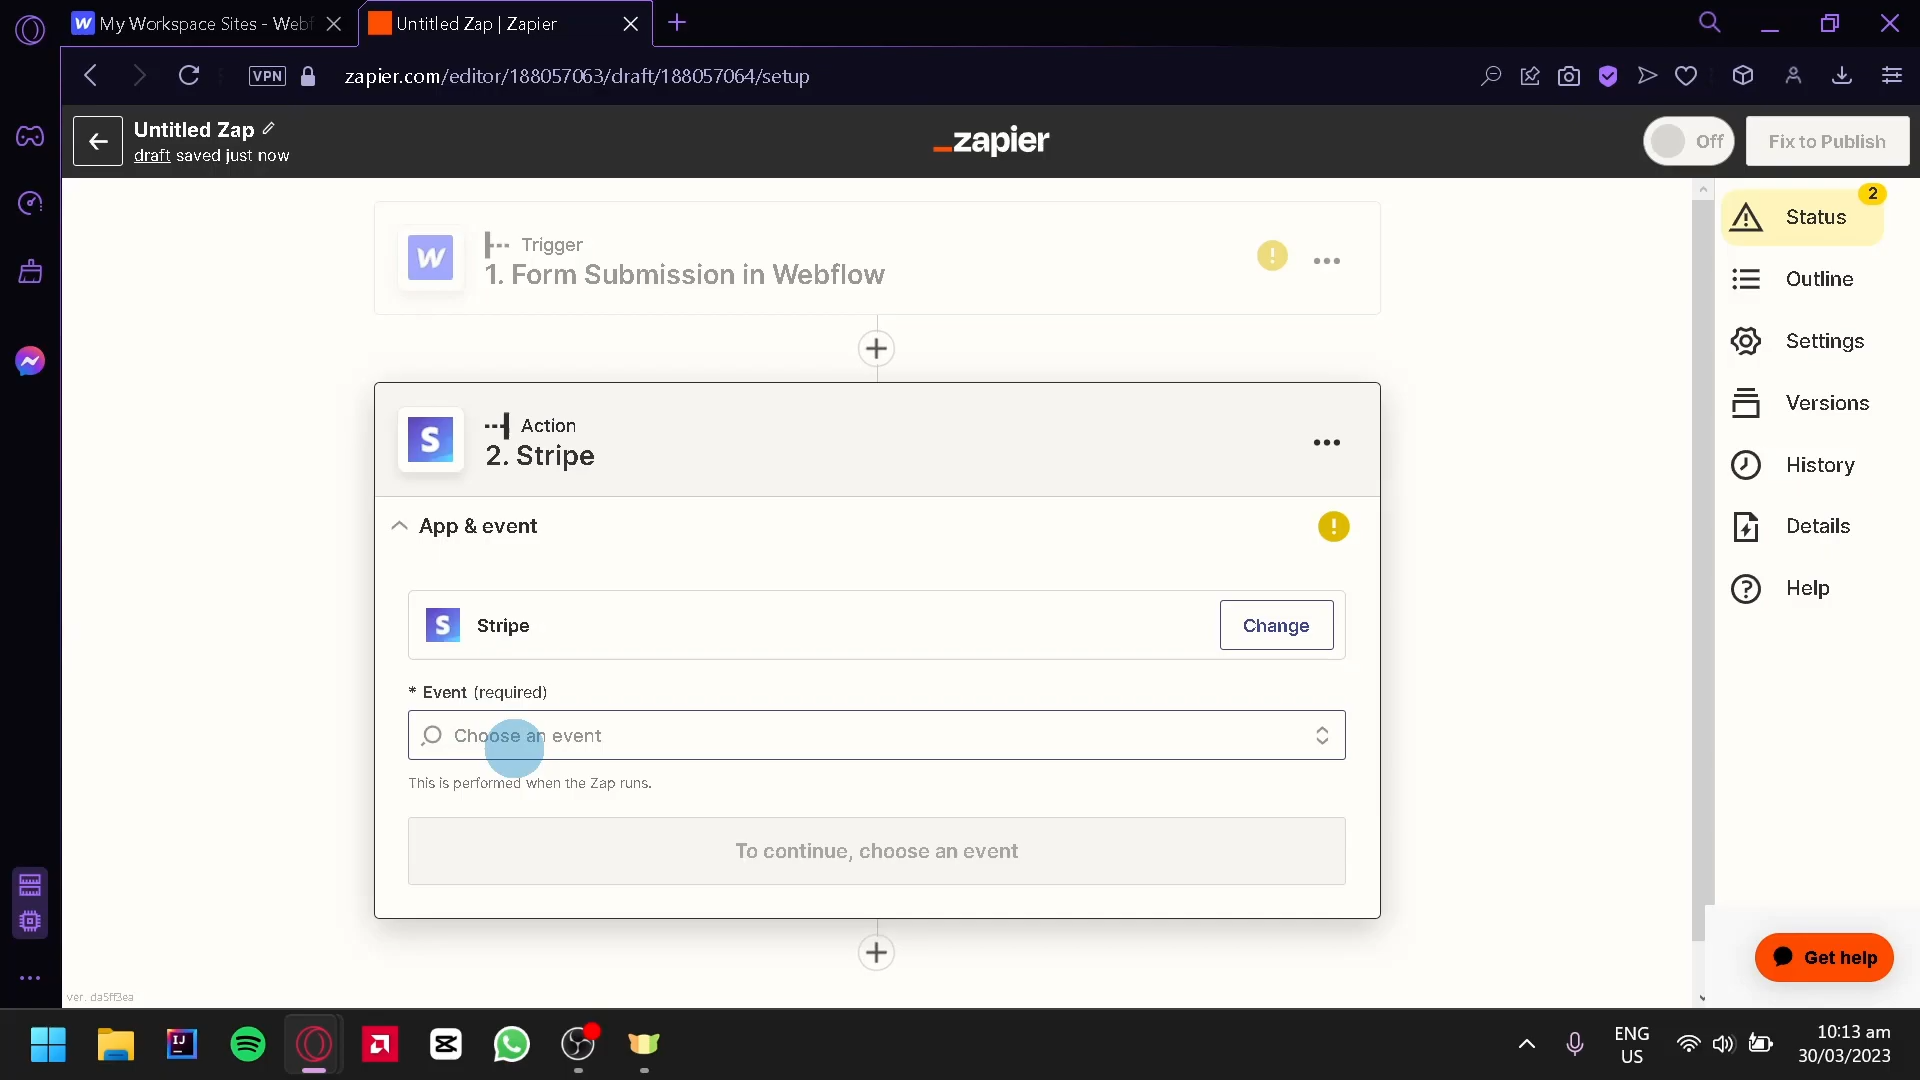 My Workspace Sites - Webf
Untitled Zap | Zapier
VPN
zapier.com/editor/188057063/draft/188057064/setup
Untitled Zap
draft saved just now
zapier
Off
Fix to Publish
W
Trigger
1. Form Submission in Webflow
2
Status
Outline
Settings
Versions
History
Details
Help
S
Action
2. Stripe
App & event
S
Stripe
Change
* Event (required)
Choose an event
This is performed when the Zap runs.
To continue, choose an event
Get help
ver. da5ff3ea
IJ
ENG
US
10:13 am
30/03/2023